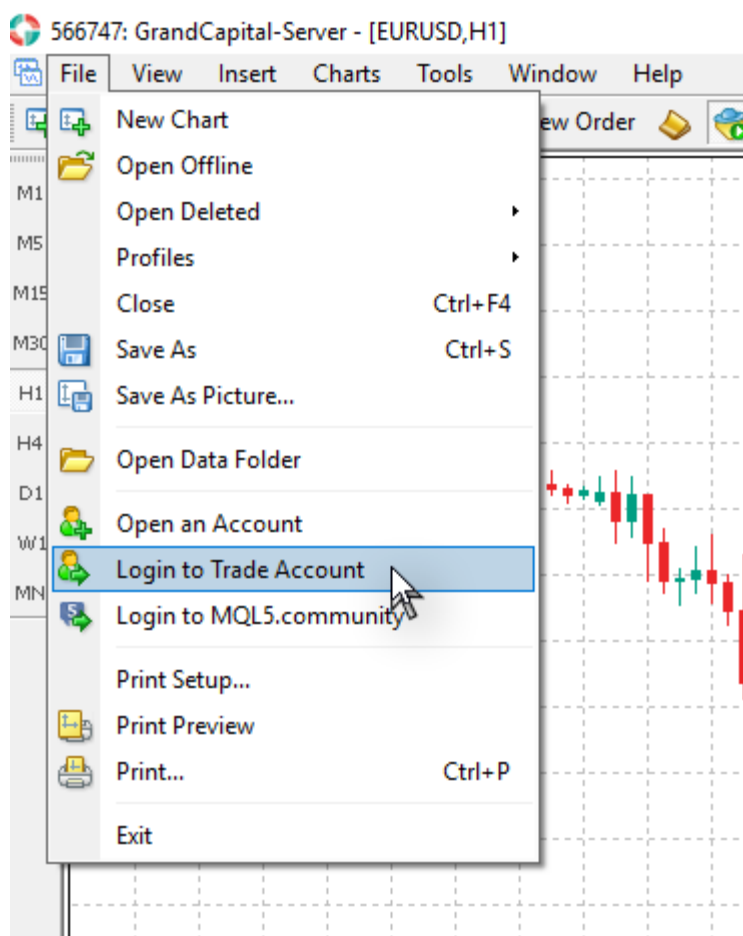 566747: GrandCapital-Server - [EURUSD,H1]
File View Insert Charts Tools Window Help
New Chart
ew Order
Open Offline
M1
Open Deleted
M5
Profiles
M15
Close Ctrl+F4
M30
Save As Ctrl+S
H1
Save As Picture...
H4
Open Data Folder
D1
Open an Account
W1
Login to Trade Account
MN
Login to MQL5.community
Print Setup...
Print Preview
Print... Ctrl+P
Exit